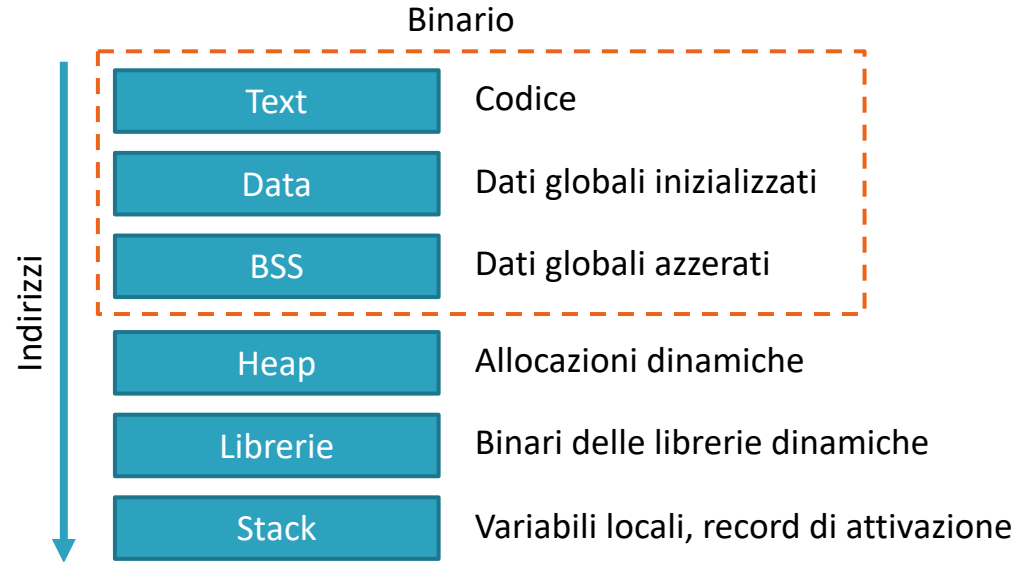 Binario
Text
Codice
Data
Dati globali inizializzati
BSS
Dati globali azzerati
Indirizzi
Heap
Allocazioni dinamiche
Librerie
Binari delle librerie dinamiche
Stack
Variabili locali, record di attivazione